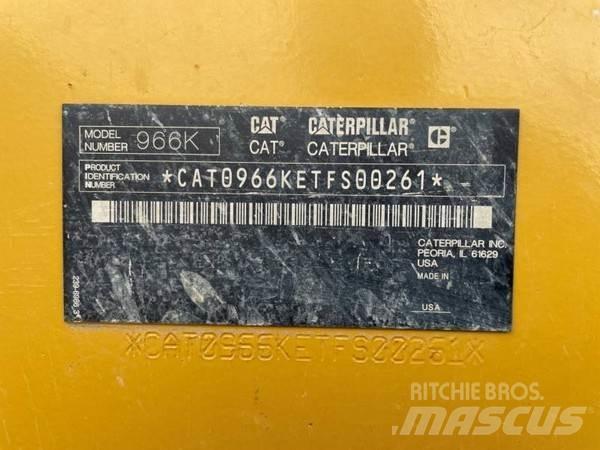 MODEL NUMBER 966K
CAT CATERPILLAR C
CAT® CATERPILLAR®
PRODUCT IDENTIFICATION NUMBER *CAT0966KETFS00261*
CATERPILLAR INC.
PEORIA, IL 61629
USA
MADE IN
USA
*CAT0966KETFS00261*
RITCHIE BROS.
MASCUS